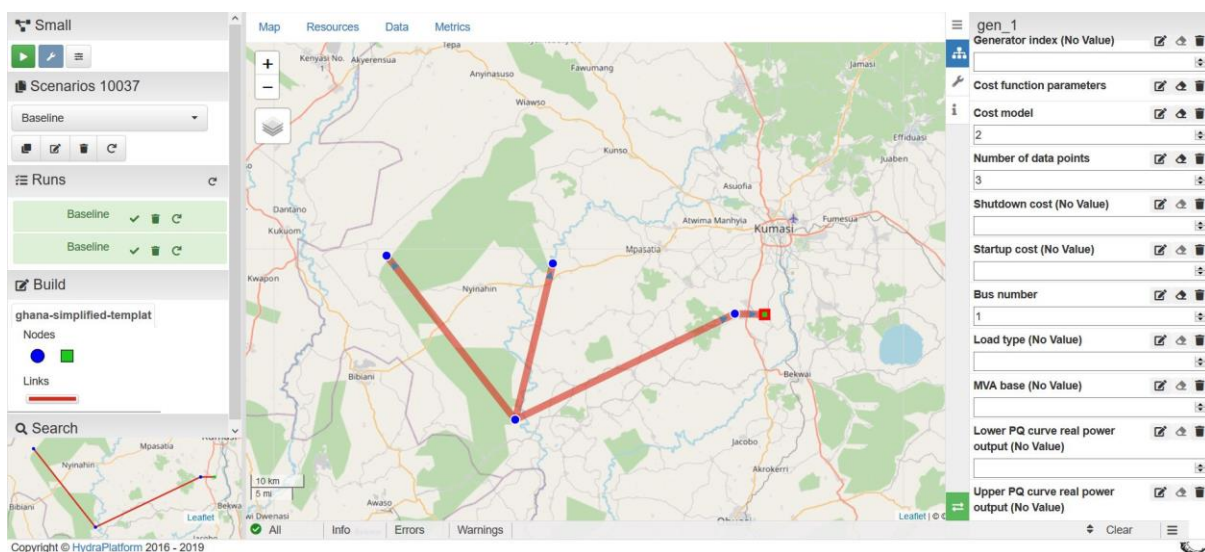 Small
Scenarios 10037
Baseline
Runs
Baseline
Baseline
Build
ghana-simplified-templat
Nodes
Links
Search
Mpasatia
Nyinahin
Bibiani
Bekwa
Leaflet
Copyright © HydraPlatform 2016 - 2019
Map Resources Data Metrics
+
−
Tepa
Kenyasi No. Akyerensua
Anyinasuso
Fawumang
Jamasi
Wiawso
Effiduasi
Kunso
Juaben
Asuofia
Dantano
Kukuom
Atwima Manhyia
Fumesua
Kumasi
Mpasatia
Kwapon
Nyinahin
Bibiani
Bekwai
Jacobo
Akrokerri
10 km
5 mi
Awaso
wi Dwenasi
Leaflet | ©
All Info Errors Warnings
Clear
gen_1
Generator index (No Value)
Cost function parameters
Cost model
2
Number of data points
3
Shutdown cost (No Value)
Startup cost (No Value)
Bus number
1
Load type (No Value)
MVA base (No Value)
Lower PQ curve real power
output (No Value)
Upper PQ curve real power
output (No Value)